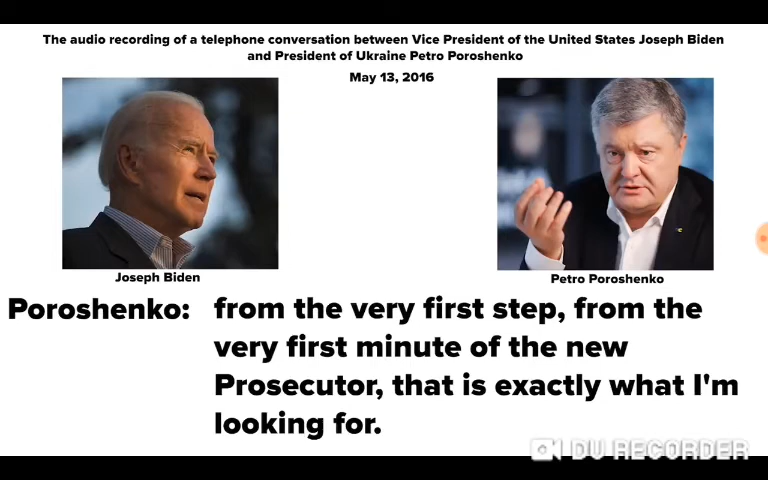 The audio recording of a telephone conversation between Vice President of the United States Joseph Biden
and President of Ukraine Petro Poroshenko
May 13, 2016
Joseph Biden
Petro Poroshenko
Poroshenko: from the very first step, from the
very first minute of the new
Prosecutor, that is exactly what I'm
looking for.
DU RECORDER